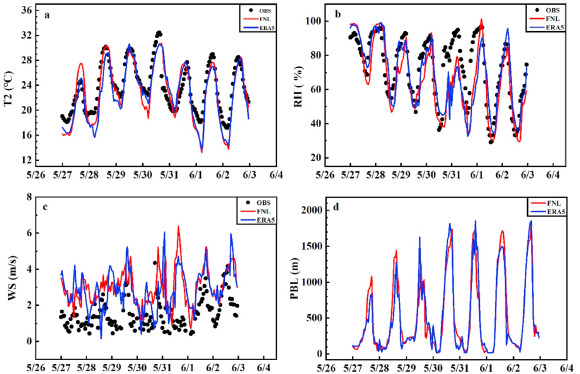 a
OBS
FNL
ERA5
T2 (°C)
36
32
28
24
20
16
12
5/26 5/27 5/28 5/29 5/30 5/31 6/1 6/2 6/3 6/4
b
OBS
FNL
ERA5
RH (%)
100
80
60
40
20
5/26 5/27 5/28 5/29 5/30 5/31 6/1 6/2 6/3 6/4
c
OBS
FNL
ERA5
WS (m/s)
8
6
4
2
0
5/26 5/27 5/28 5/29 5/30 5/31 6/1 6/2 6/3 6/4
d
FNL
ERA5
PBL (m)
2000
1500
1000
500
0
5/26 5/27 5/28 5/29 5/30 5/31 6/1 6/2 6/3 6/4